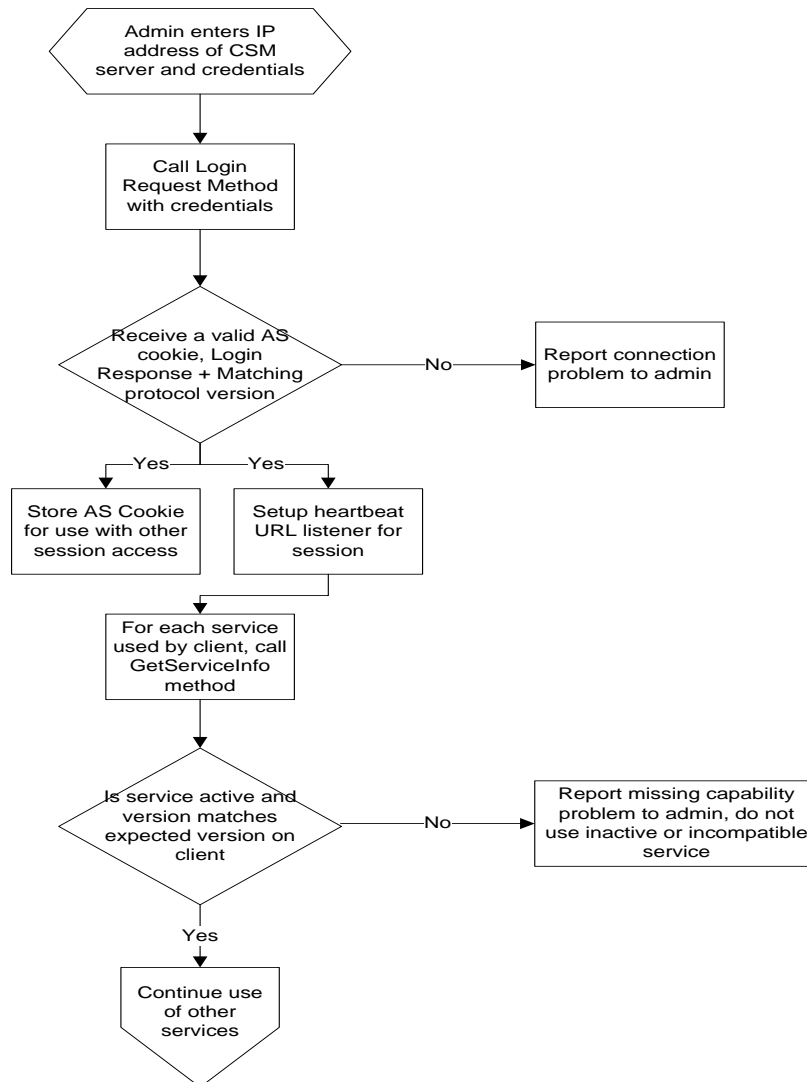 Admin enters IP
address of CSM
server and credentials
Call Login
Request Method
with credentials
Receive a valid AS
cookie, Login
Response + Matching
protocol version
No
Report connection
problem to admin
Yes
Yes
Store AS Cookie
for use with other
session access
Setup heartbeat
URL listener for
session
For each service
used by client, call
GetServiceInfo
method
Is service active and
version matches
expected version on
client
No
Report missing capability
problem to admin, do not
use inactive or incompatible
service
Yes
Continue use
of other
services